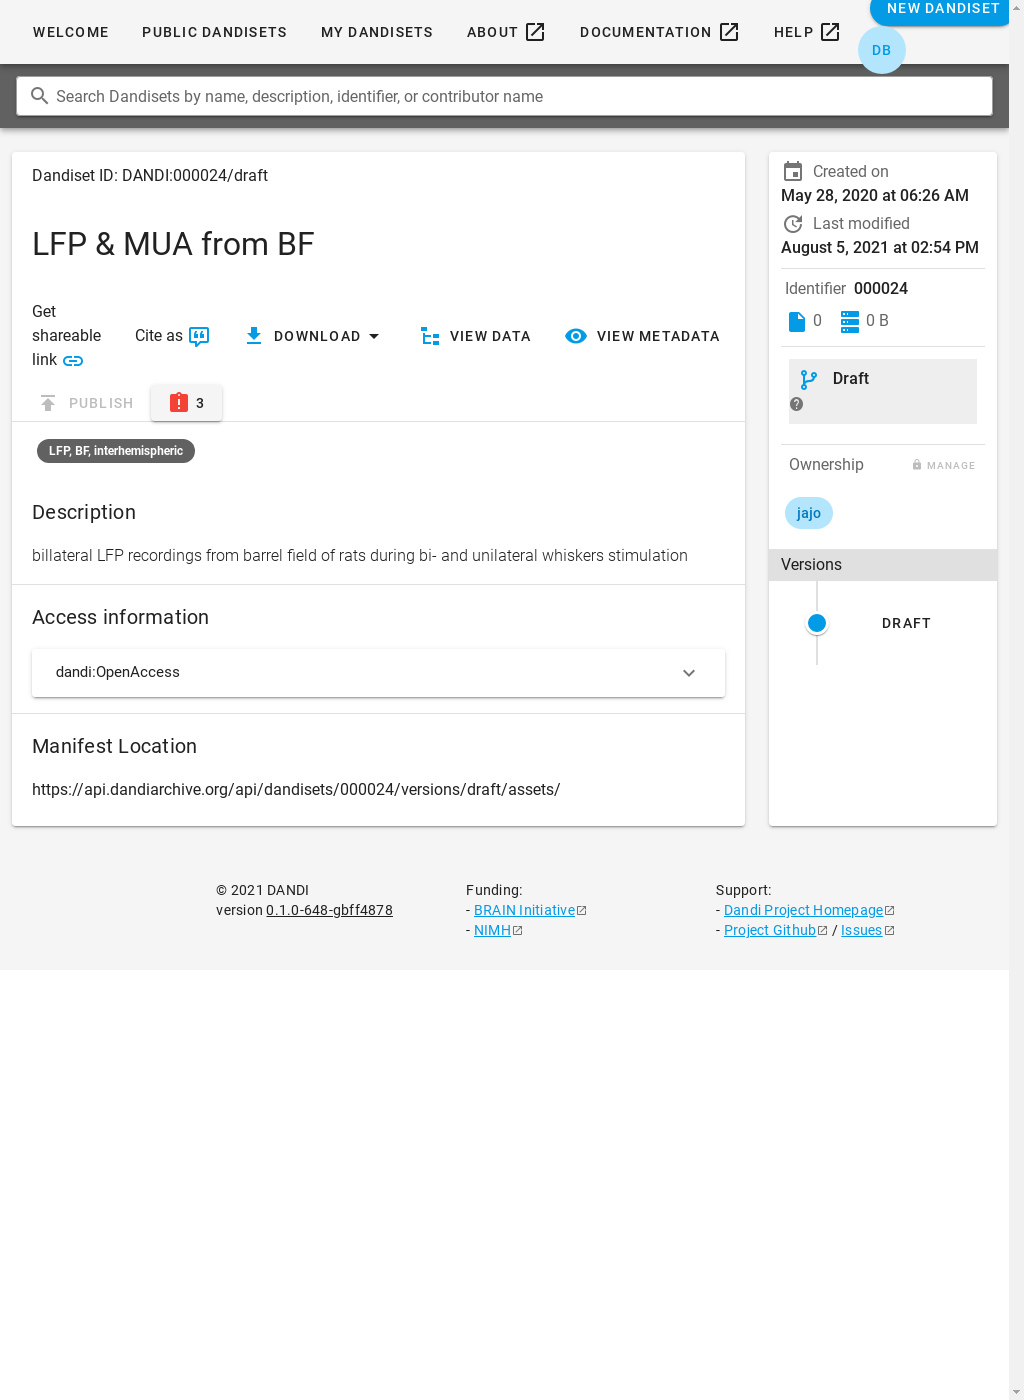 WELCOME
PUBLIC DANDISETS
MY DANDISETS
ABOUT
DOCUMENTATION
HELP
NEW DANDISET
DB
Search Dandisets by name, description, identifier, or contributor name
Dandiset ID: DANDI:000024/draft
LFP & MUA from BF
Get
shareable
link
Cite as
DOWNLOAD
VIEW DATA
VIEW METADATA
PUBLISH
3
LFP, BF, interhemispheric
Description
billateral LFP recordings from barrel field of rats during bi- and unilateral whiskers stimulation
Access information
dandi:OpenAccess
Manifest Location
https://api.dandiarchive.org/api/dandisets/000024/versions/draft/assets/
Created on
May 28, 2020 at 06:26 AM
Last modified
August 5, 2021 at 02:54 PM
Identifier 000024
0 0 B
Draft
Ownership
MANAGE
jajo
Versions
DRAFT
© 2021 DANDI
version 0.1.0-648-gbff4878
Funding:
- BRAIN Initiative
- NIMH
Support:
- Dandi Project Homepage
- Project Github / Issues